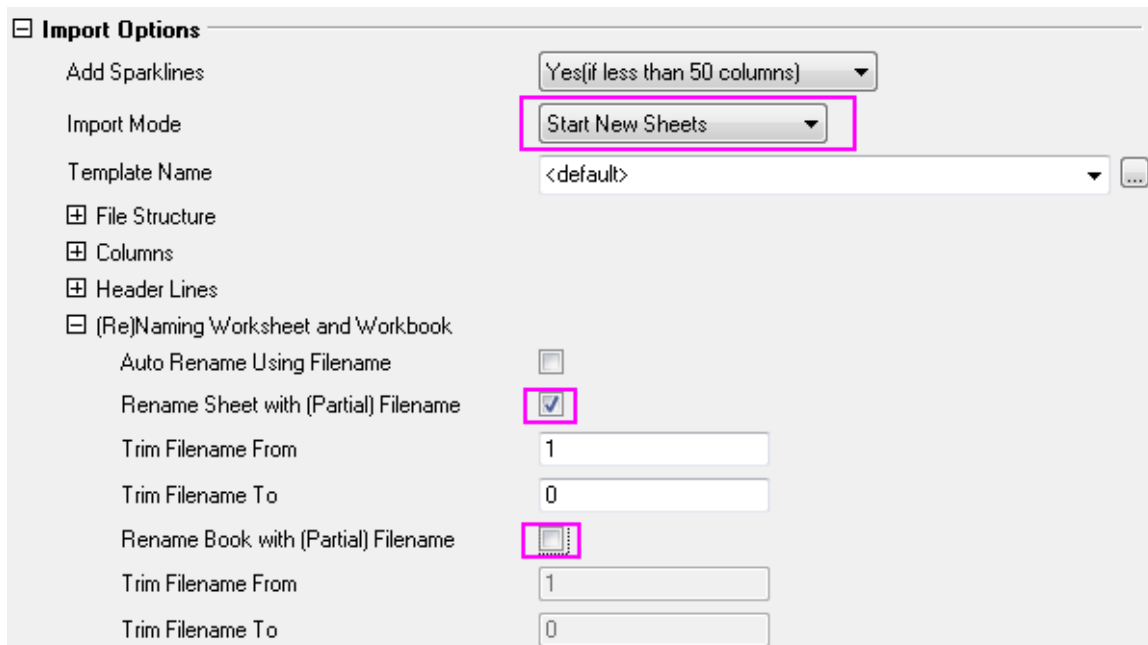 Import Options
Add Sparklines Yes(if less than 50 columns)
Import Mode Start New Sheets
Template Name <default> ...
File Structure
Columns
Header Lines
(Re)Naming Worksheet and Workbook
Auto Rename Using Filename
Rename Sheet with (Partial) Filename
Trim Filename From 1
Trim Filename To 0
Rename Book with (Partial) Filename
Trim Filename From 1
Trim Filename To 0